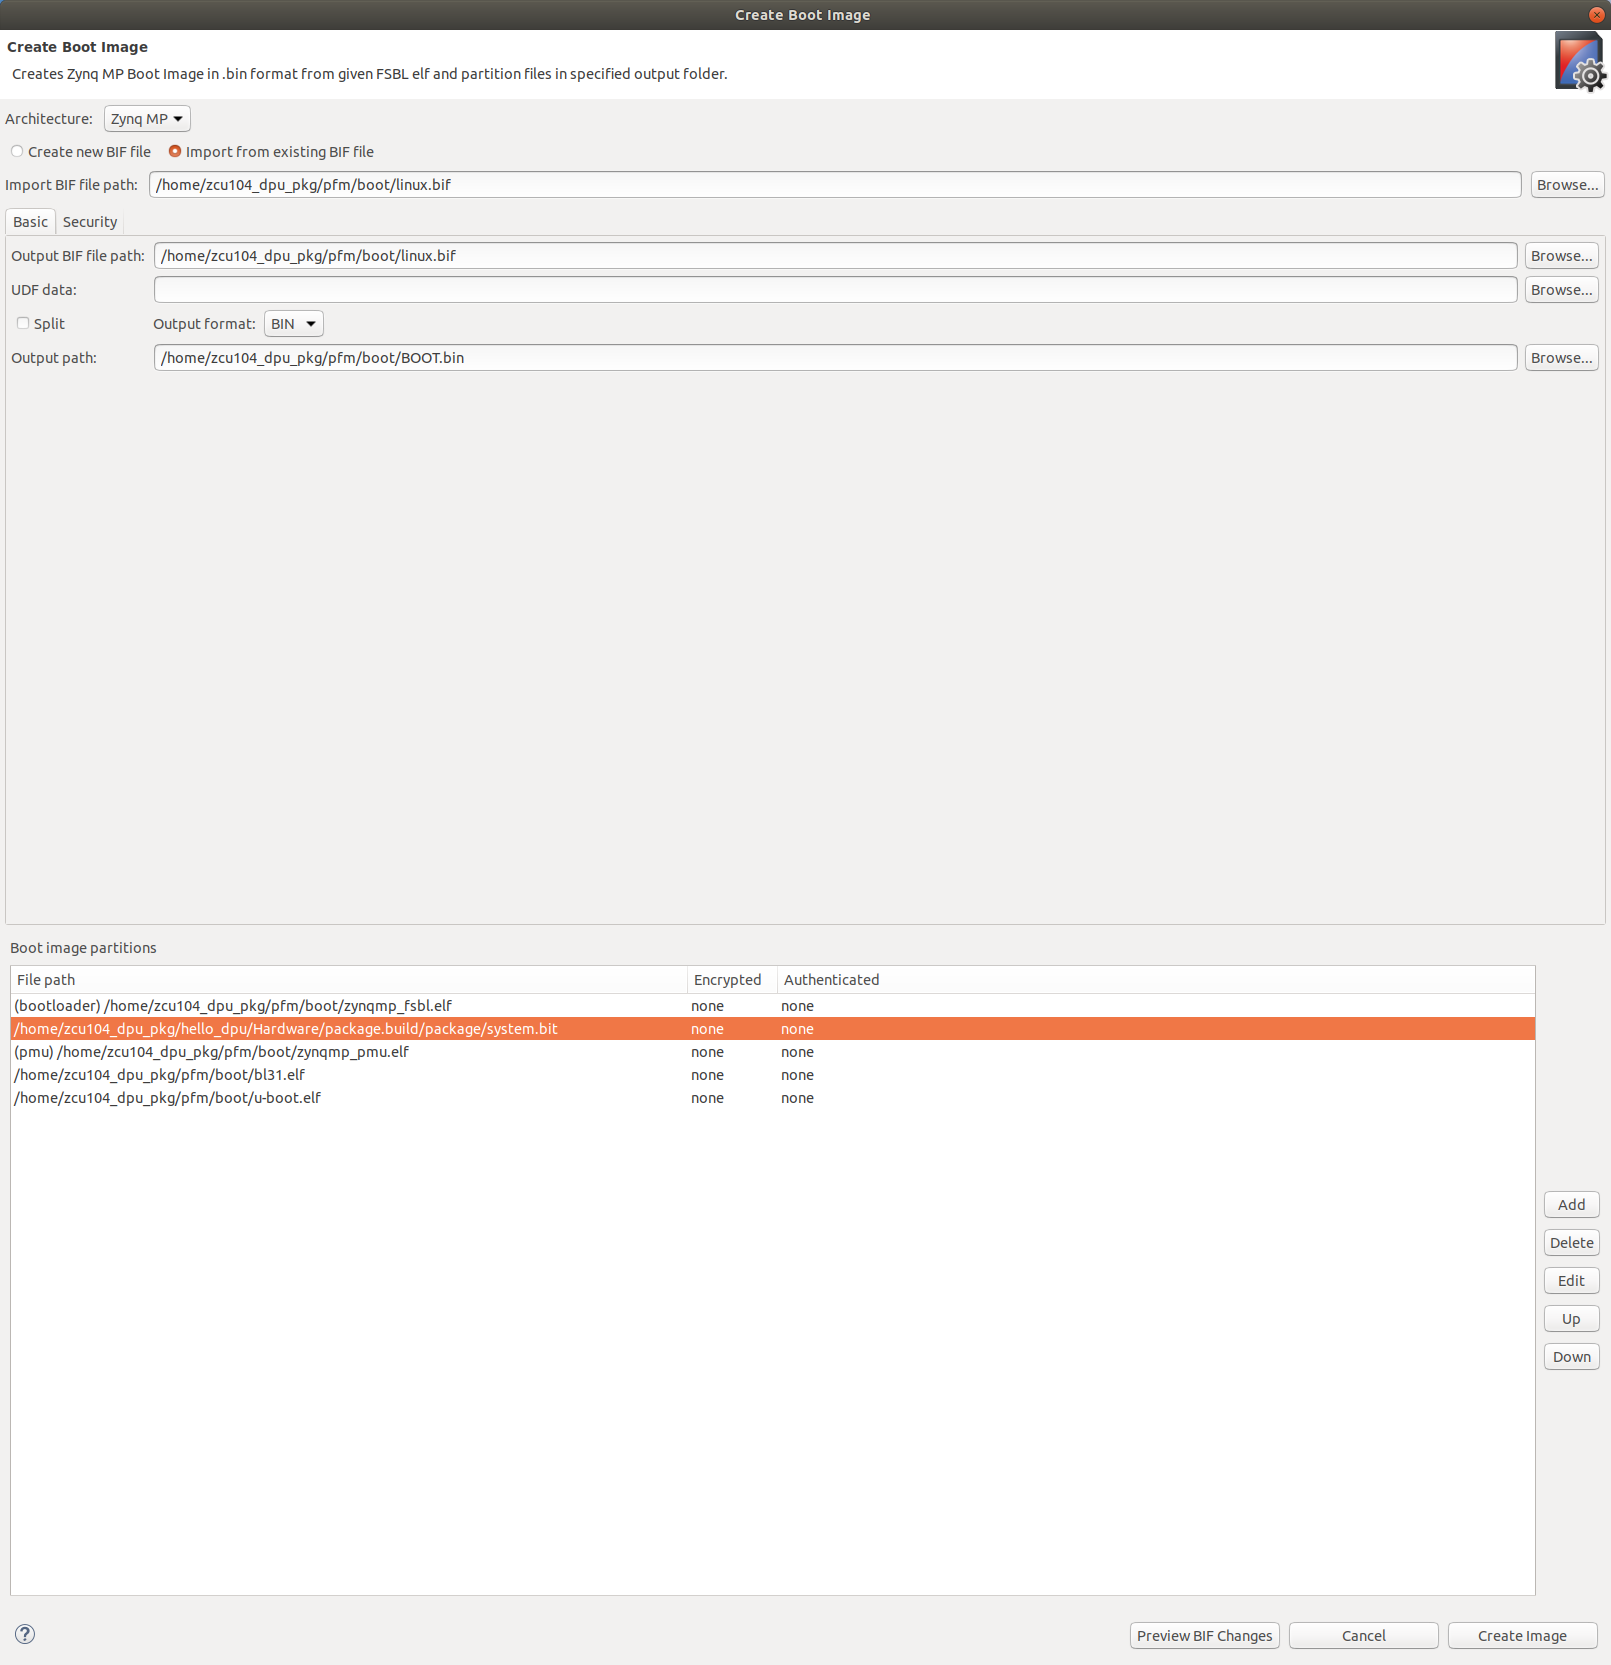 Create Boot Image
Create Boot Image
Creates Zynq MP Boot Image in .bin format from given FSBL elf and partition files in specified output folder.
Architecture: Zynq MP
Create new BIF file Import from existing BIF file
Import BIF file path: /home/zcu104_dpu_pkg/pfm/boot/linux.bif Browse...
Basic Security
Output BIF file path: /home/zcu104_dpu_pkg/pfm/boot/linux.bif Browse...
UDF data: Browse...
Split Output format: BIN
Output path: /home/zcu104_dpu_pkg/pfm/boot/BOOT.bin Browse...
Boot image partitions
File path Encrypted Authenticated
(bootloader) /home/zcu104_dpu_pkg/pfm/boot/zynqmp_fsbl.elf none none
/home/zcu104_dpu_pkg/hello_dpu/Hardware/package.build/package/system.bit none none
(pmu) /home/zcu104_dpu_pkg/pfm/boot/zynqmp_pmu.elf none none
/home/zcu104_dpu_pkg/pfm/boot/bl31.elf none none
/home/zcu104_dpu_pkg/pfm/boot/u-boot.elf none none
Add
Delete
Edit
Up
Down
? Preview BIF Changes Cancel Create Image